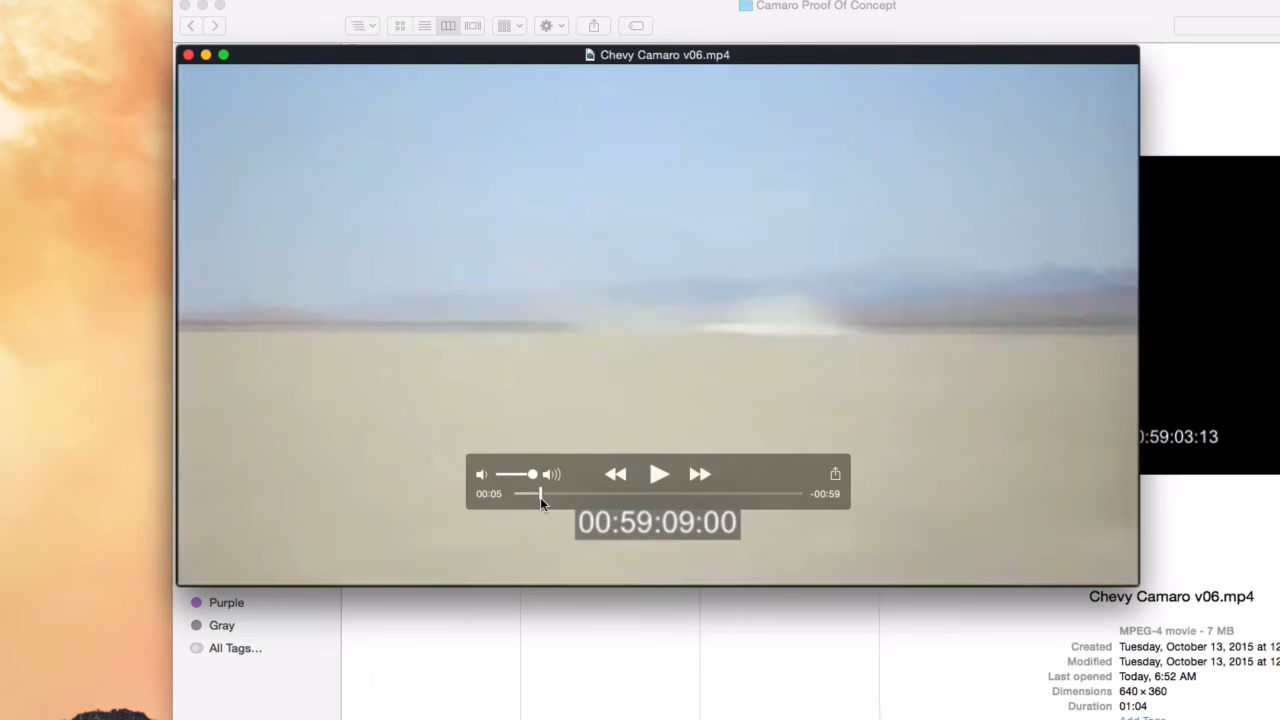 Camaro Proof Of Concept
Chevy Camaro v06.mp4
:59:03:13
00:05
-00:59
00:59:09:00
Purple
Gray
All Tags...
Chevy Camaro v06.mp4
MPEG-4 movie - 7 MB
Created Tuesday, October 13, 2015 at 12
Modified Tuesday, October 13, 2015 at 12
Last opened Today, 6:52 AM
Dimensions 640 × 360
Duration 01:04
Add Tags